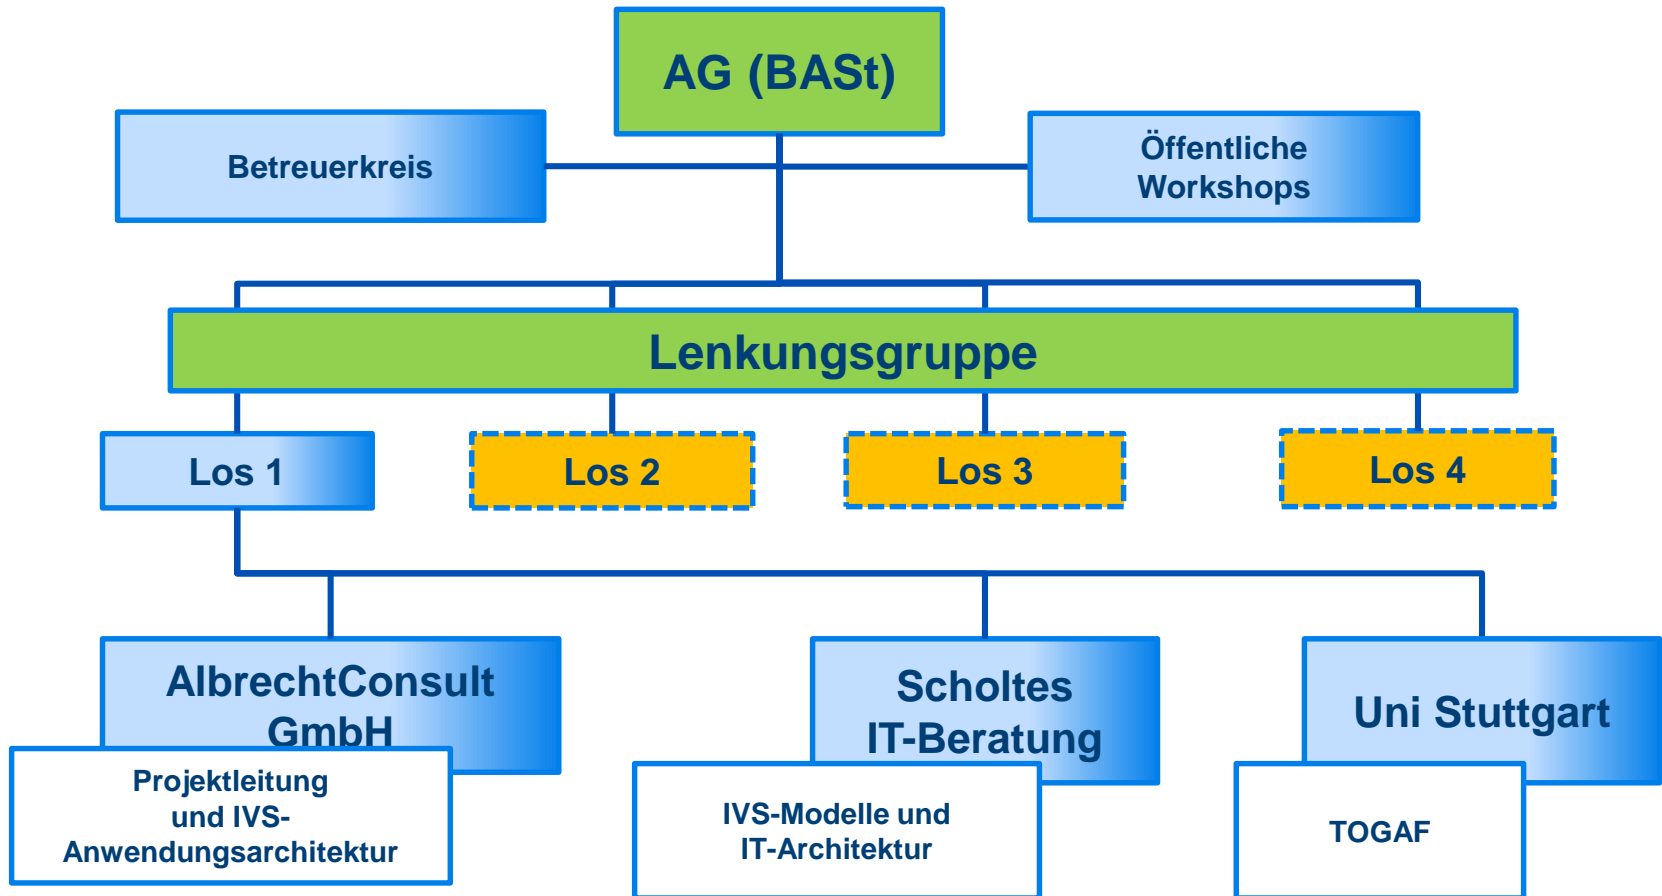 AG (BASt)
Betreuerkreis
Öffentliche
Workshops
Lenkungsgruppe
Los 1
Los 2
Los 3
Los 4
AlbrechtConsult
GmbH
Projektleitung
und IVS-
Anwendungsarchitektur
Scholtes
IT-Beratung
IVS-Modelle und
IT-Architektur
Uni Stuttgart
TOGAF